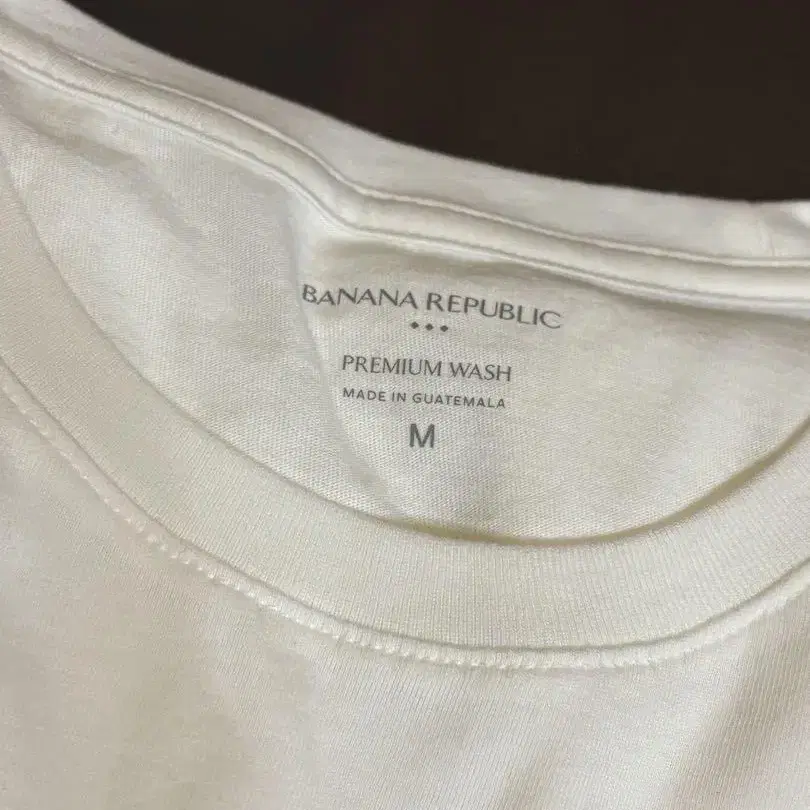 BANANA REPUBLIC
PREMIUM WASH
MADE IN GUATEMALA
M